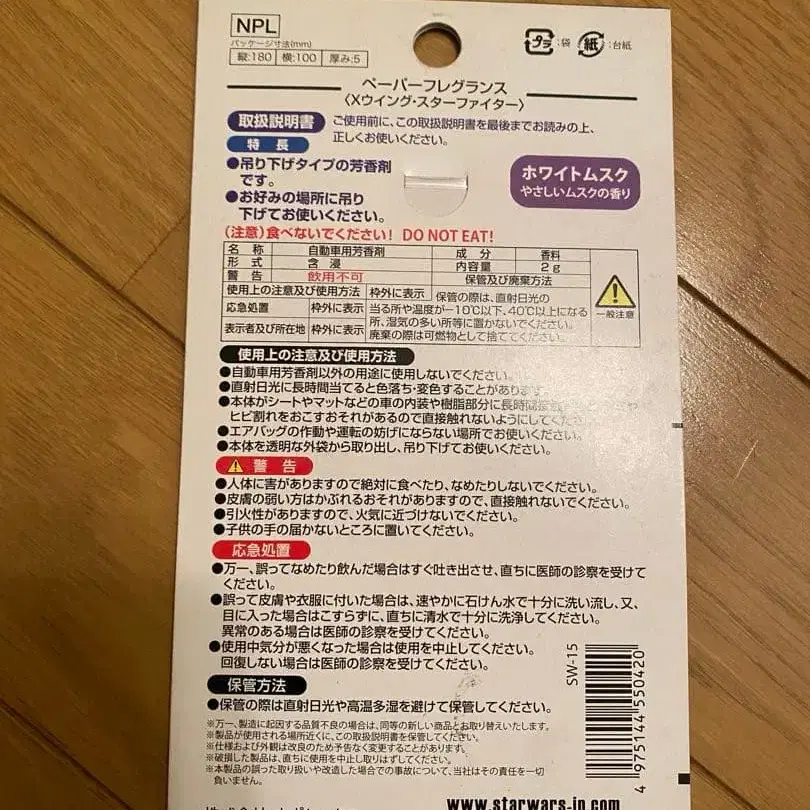 NPL
パッケージ寸法(mm)
縦:180 横:100 厚み:5
プラ :袋 紙 :台紙
ペーパーフレグランス
〈Xウイング・スターファイター〉
取扱説明書 ご使用前に、この取扱説明書を最後までお読みの上、
正しくお使いください。
特 長
●吊り下げタイプの芳香剤
です。
●お好みの場所に吊り
下げてお使いください。
ホワイトムスク
やさしいムスクの香り
(注意)食べないでください! DO NOT EAT!
名 称 自動車用芳香剤 成 分 香料
形 式 含 浸 内容量 2g
警 告 飲用不可 保管及び廃棄方法
使用上の注意及び使用方法 枠外に表示
応急処置 枠外に表示
表示者及び所在地 枠外に表示
保管の際は、直射日光の
当る所や温度が−10℃以下、40℃以上になる
所、湿気の多い所等に置かないでください。
廃棄の際は可燃物として捨ててください。
一般注意
使用上の注意及び使用方法
●自動車用芳香剤以外の用途に使用しないでください。
●直射日光に長時間当てると色落ち・変色することがあります
●本体がシートやマットなどの車の内装や樹脂部分に長時間接触
ヒビ割れをおこすおそれがあるので直接触れないようにしてくだ
●エアバッグの作動や運転の妨げにならない場所でお使いください。
●本体を透明な外袋から取り出し、吊り下げてお使いください。
警 告
●人体に害がありますので絶対に食べたり、なめたりしないでください。
●皮膚の弱い方はかぶれるおそれがありますので、直接触れないでください。
●引火性がありますので、火気に近づけないでください。
●子供の手の届かないところに置いてください。
応急処置
●万一、誤ってなめたり飲んだ場合はすぐ吐き出させ、直ちに医師の診察を受けて
ください。
●誤って皮膚や衣服に付いた場合は、速やかに石けん水で十分に洗い流し、又、
目に入った場合はこすらずに、直ちに清水で十分に洗浄してください。
異常のある場合は医師の診察を受けてください。
●使用中気分が悪くなった場合は使用を中止してください。
回復しない場合は医師の診察を受けてください。
保管方法
●保管の際は直射日光や高温多湿を避けて保管してください。
※万一、製造に起因する品質不良の場合は、同等の新しい商品とお取り替えいたします。
※製品が使用される場所近くに、この取扱説明書を保管してください。
※仕様および外観は改良のため予告なく変更することがあります。
※破損した製品は、直ちに使用を中止し取りはずしてください。
※本製品の誤った取り扱いや改造した場合での事故について、当社はその責任を一切
負いません。
SW-15
4 975144 550420
www.starwars-jp.com